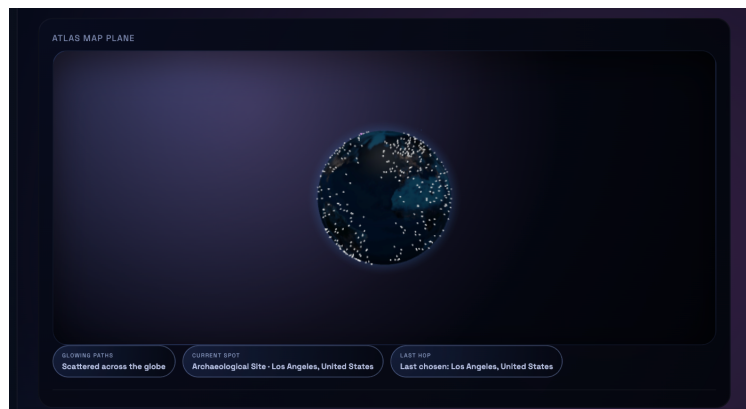 ATLAS MAP PLANE
GLOWING PATHS
Scattered across the globe
CURRENT SPOT
Archaeological Site · Los Angeles, United States
LAST HOP
Last chosen: Los Angeles, United States